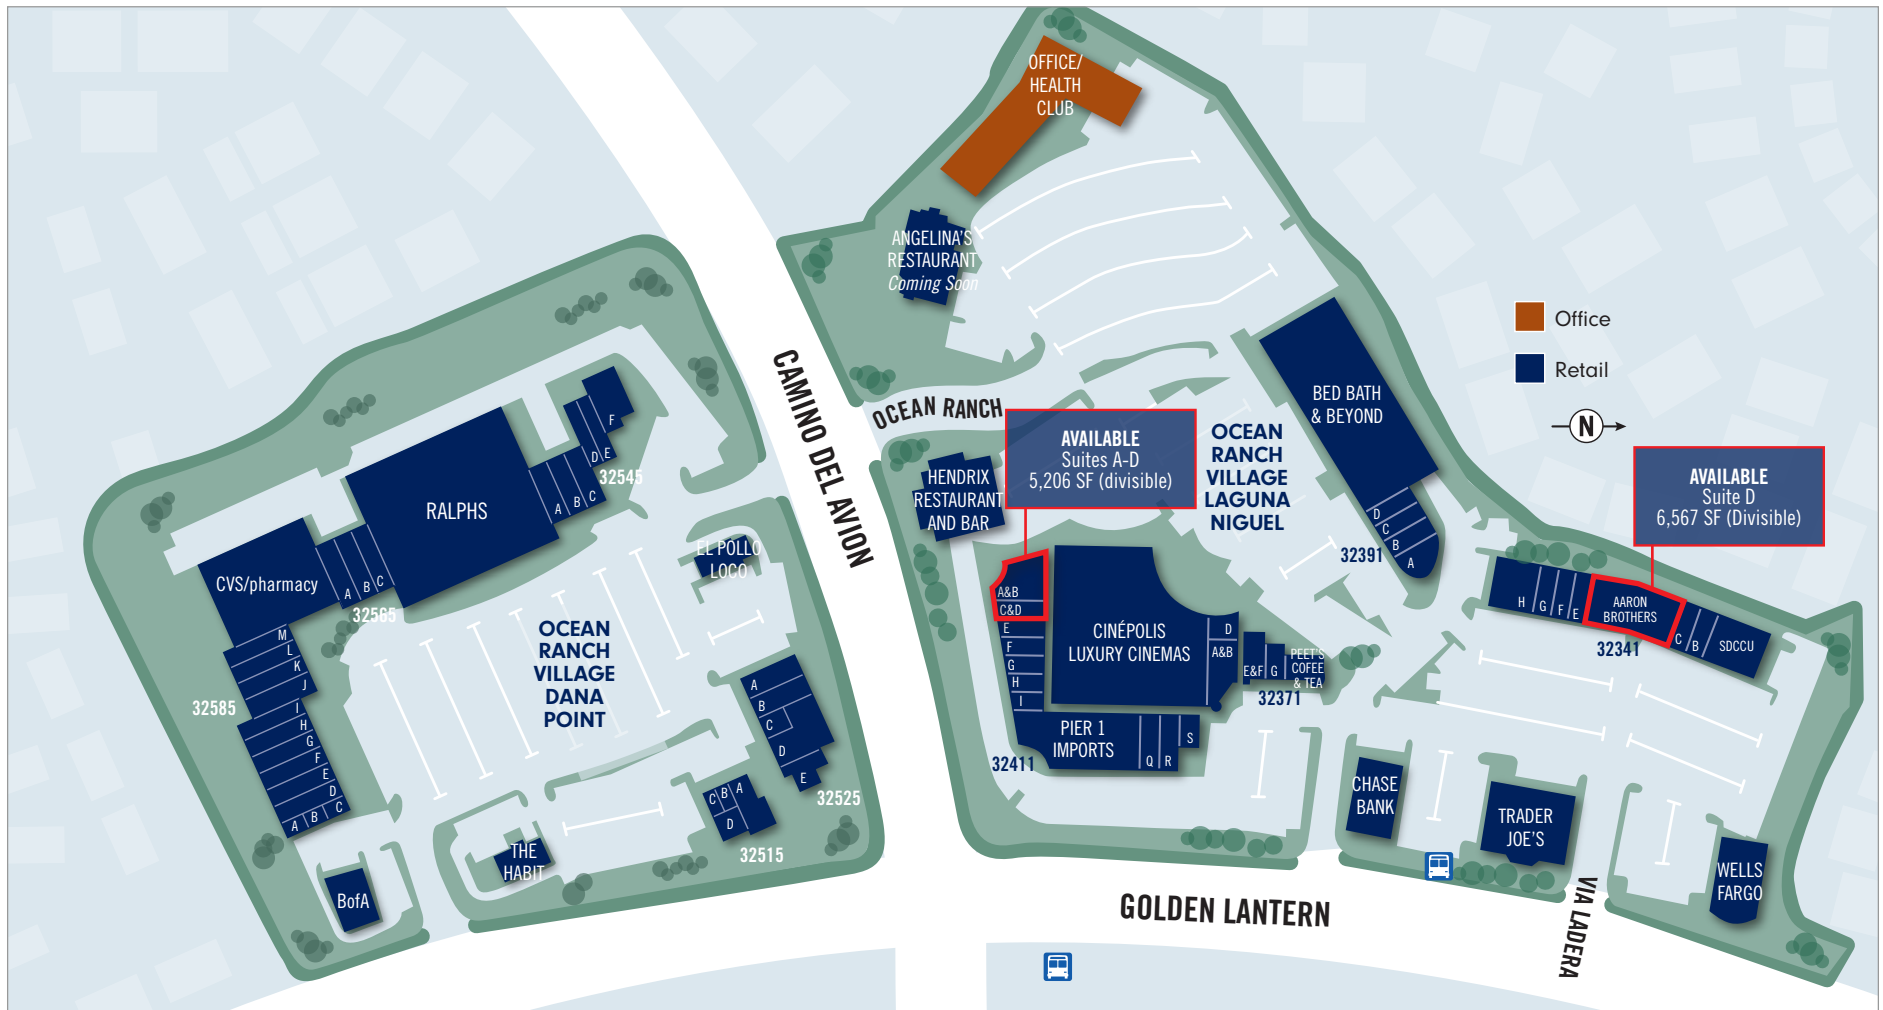 OFFICE/
HEALTH
CLUB
ANGELINA'S
RESTAURANT
Coming Soon
Office
Retail
N
CAMINO DEL AVION
OCEAN RANCH
AVAILABLE
Suites A-D
5,206 SF (divisible)
OCEAN
RANCH
VILLAGE
LAGUNA
NIGUEL
BED BATH
& BEYOND
D
C
B
A
32391
AVAILABLE
Suite D
6,567 SF (Divisible)
H
G
F
E
AARON
BROTHERS
C
B
SDCCU
32341
HENDRIX
RESTAURANT
AND BAR
A&B
C&D
E
F
G
H
I
CINÉPOLIS
LUXURY CINEMAS
D
A&B
E&F
G
PEET'S
COFEE
& TEA
32371
PIER 1
IMPORTS
Q
R
S
32411
CHASE
BANK
TRADER
JOE'S
WELLS
FARGO
VIA LADERA
GOLDEN LANTERN
RALPHS
A
B
C
D
E
F
32545
CVS/pharmacy
A
B
C
32565
EL POLLO
LOCO
OCEAN
RANCH
VILLAGE
DANA
POINT
M
L
K
J
I
H
G
F
E
D
C
B
A
32585
A
B
C
D
E
32525
C
B
A
D
32515
THE
HABIT
BofA